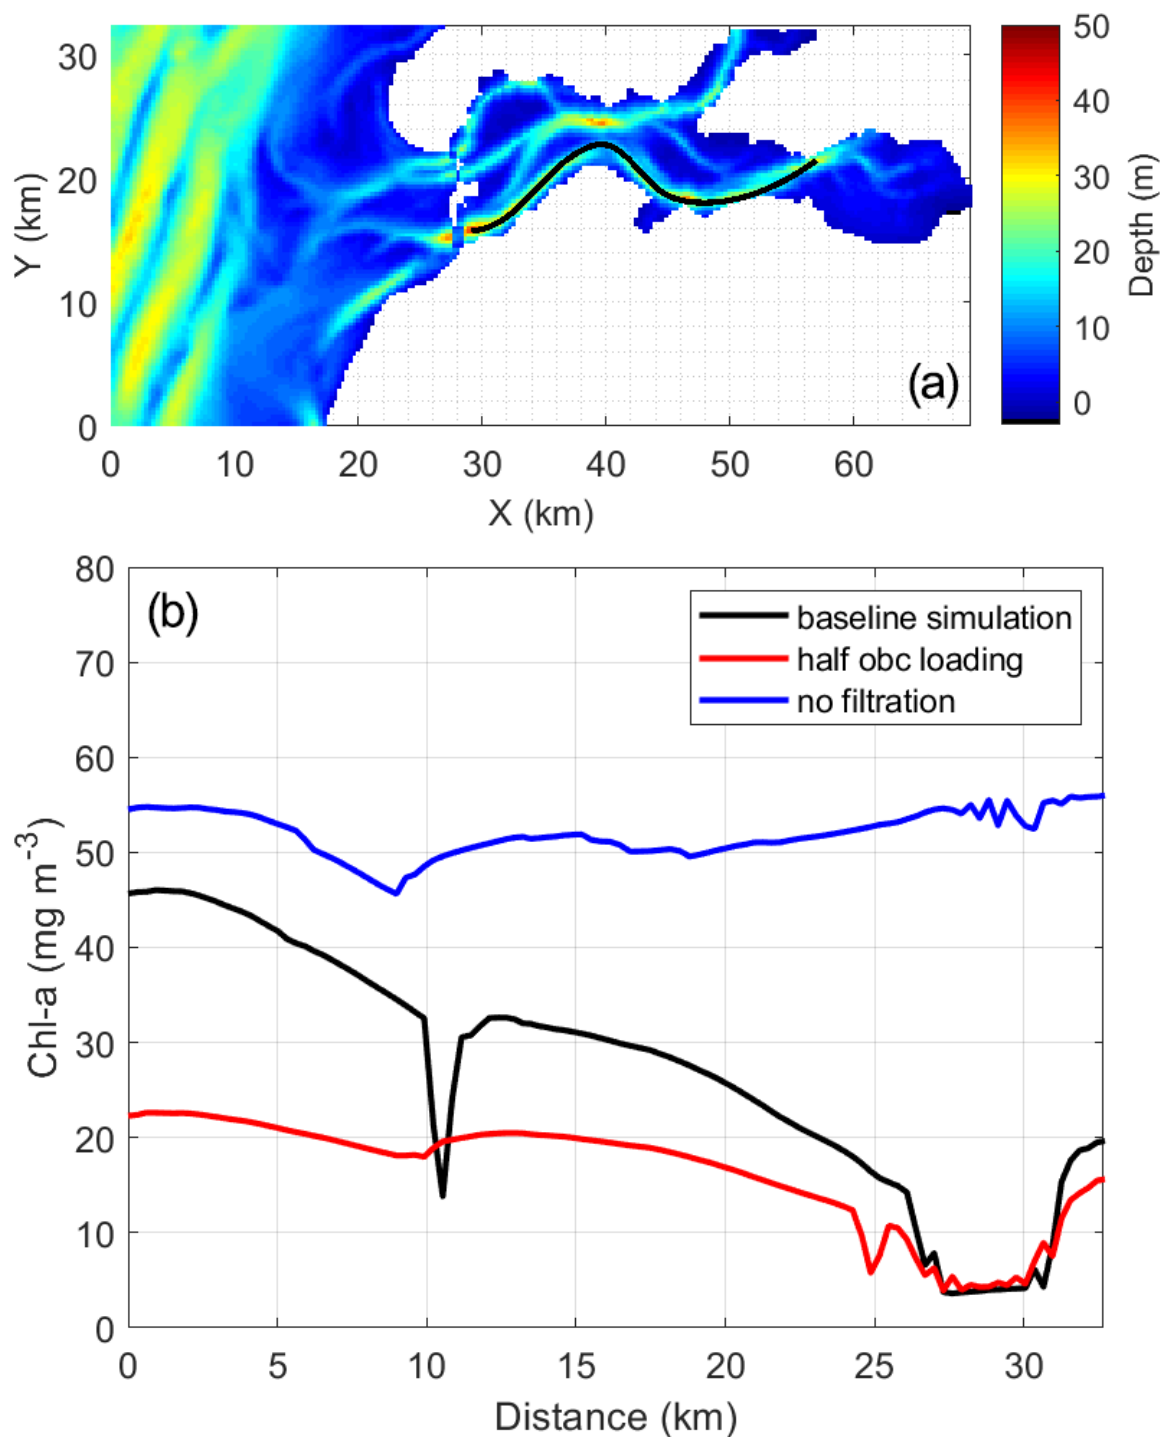 30
20
10
0
Y (km)
0 10 20 30 40 50 60
X (km)
(a)
50
40
30
20
10
0
Depth (m)
(b)
baseline simulation
half obc loading
no filtration
80
70
60
50
40
30
20
10
0
Chl-a (mg m⁻³)
0 5 10 15 20 25 30
Distance (km)